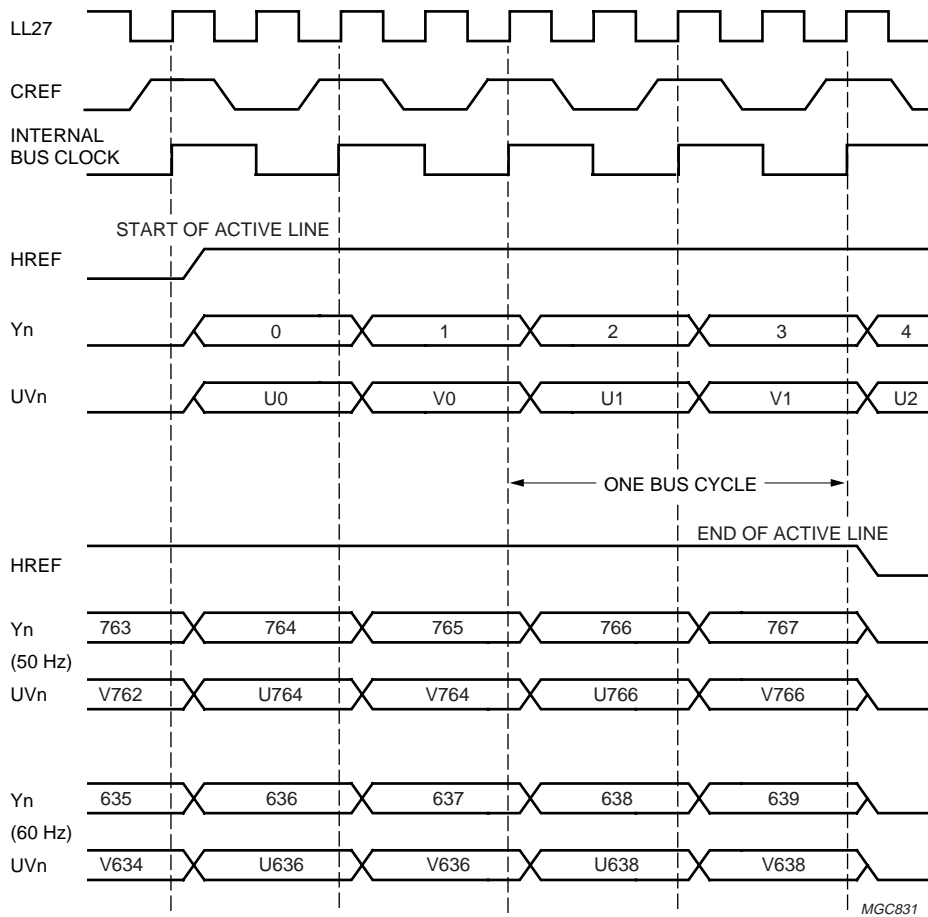 LL27
CREF
INTERNAL
BUS CLOCK
START OF ACTIVE LINE
HREF
Yn 0 1 2 3 4
UVn U0 V0 U1 V1 U2
ONE BUS CYCLE
END OF ACTIVE LINE
HREF
Yn 763 764 765 766 767
(50 Hz)
UVn V762 U764 V764 U766 V766
Yn 635 636 637 638 639
(60 Hz)
UVn V634 U636 V636 U638 V638
MGC831